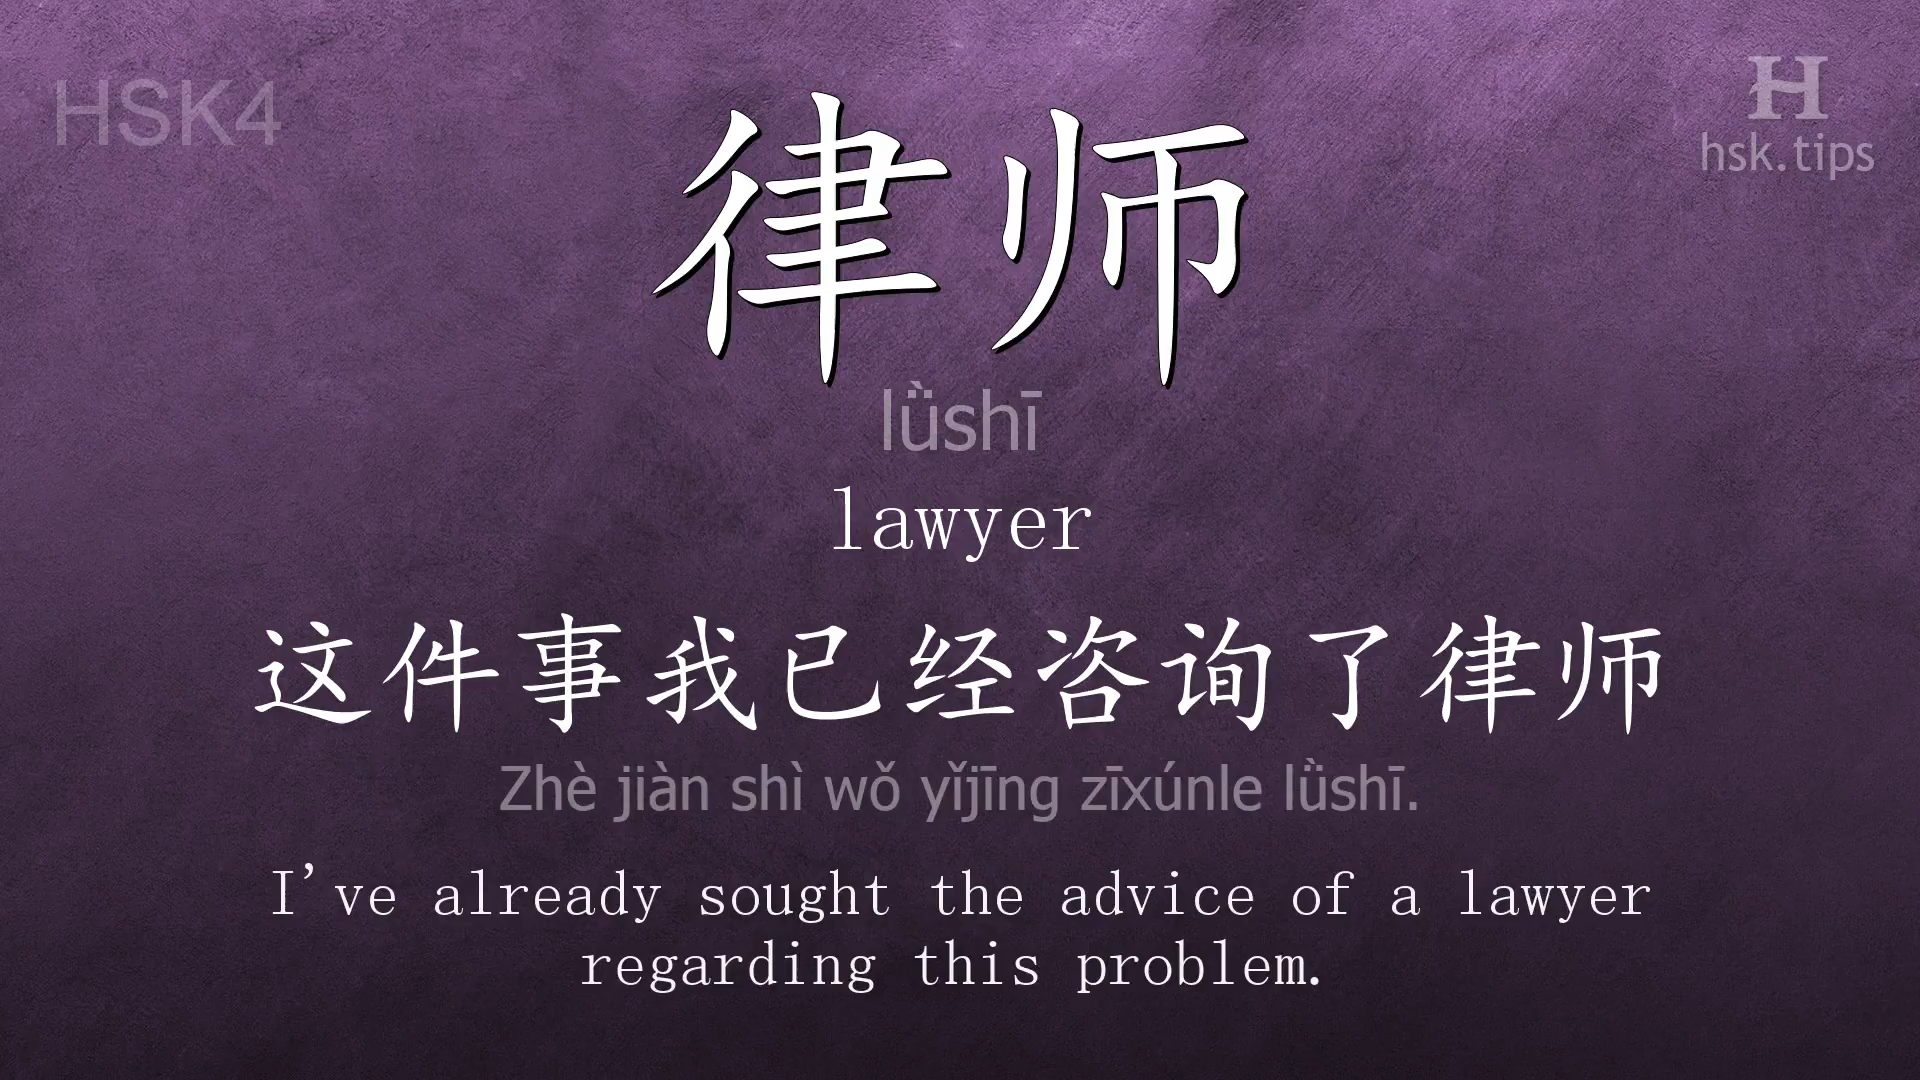 HSK4
H
hsk.tips
律师
lǜshī
lawyer
这件事我已经咨询了律师
Zhè jiàn shì wǒ yǐjīng zīxúnle lǜshī.
I've already sought the advice of a lawyer
regarding this problem.